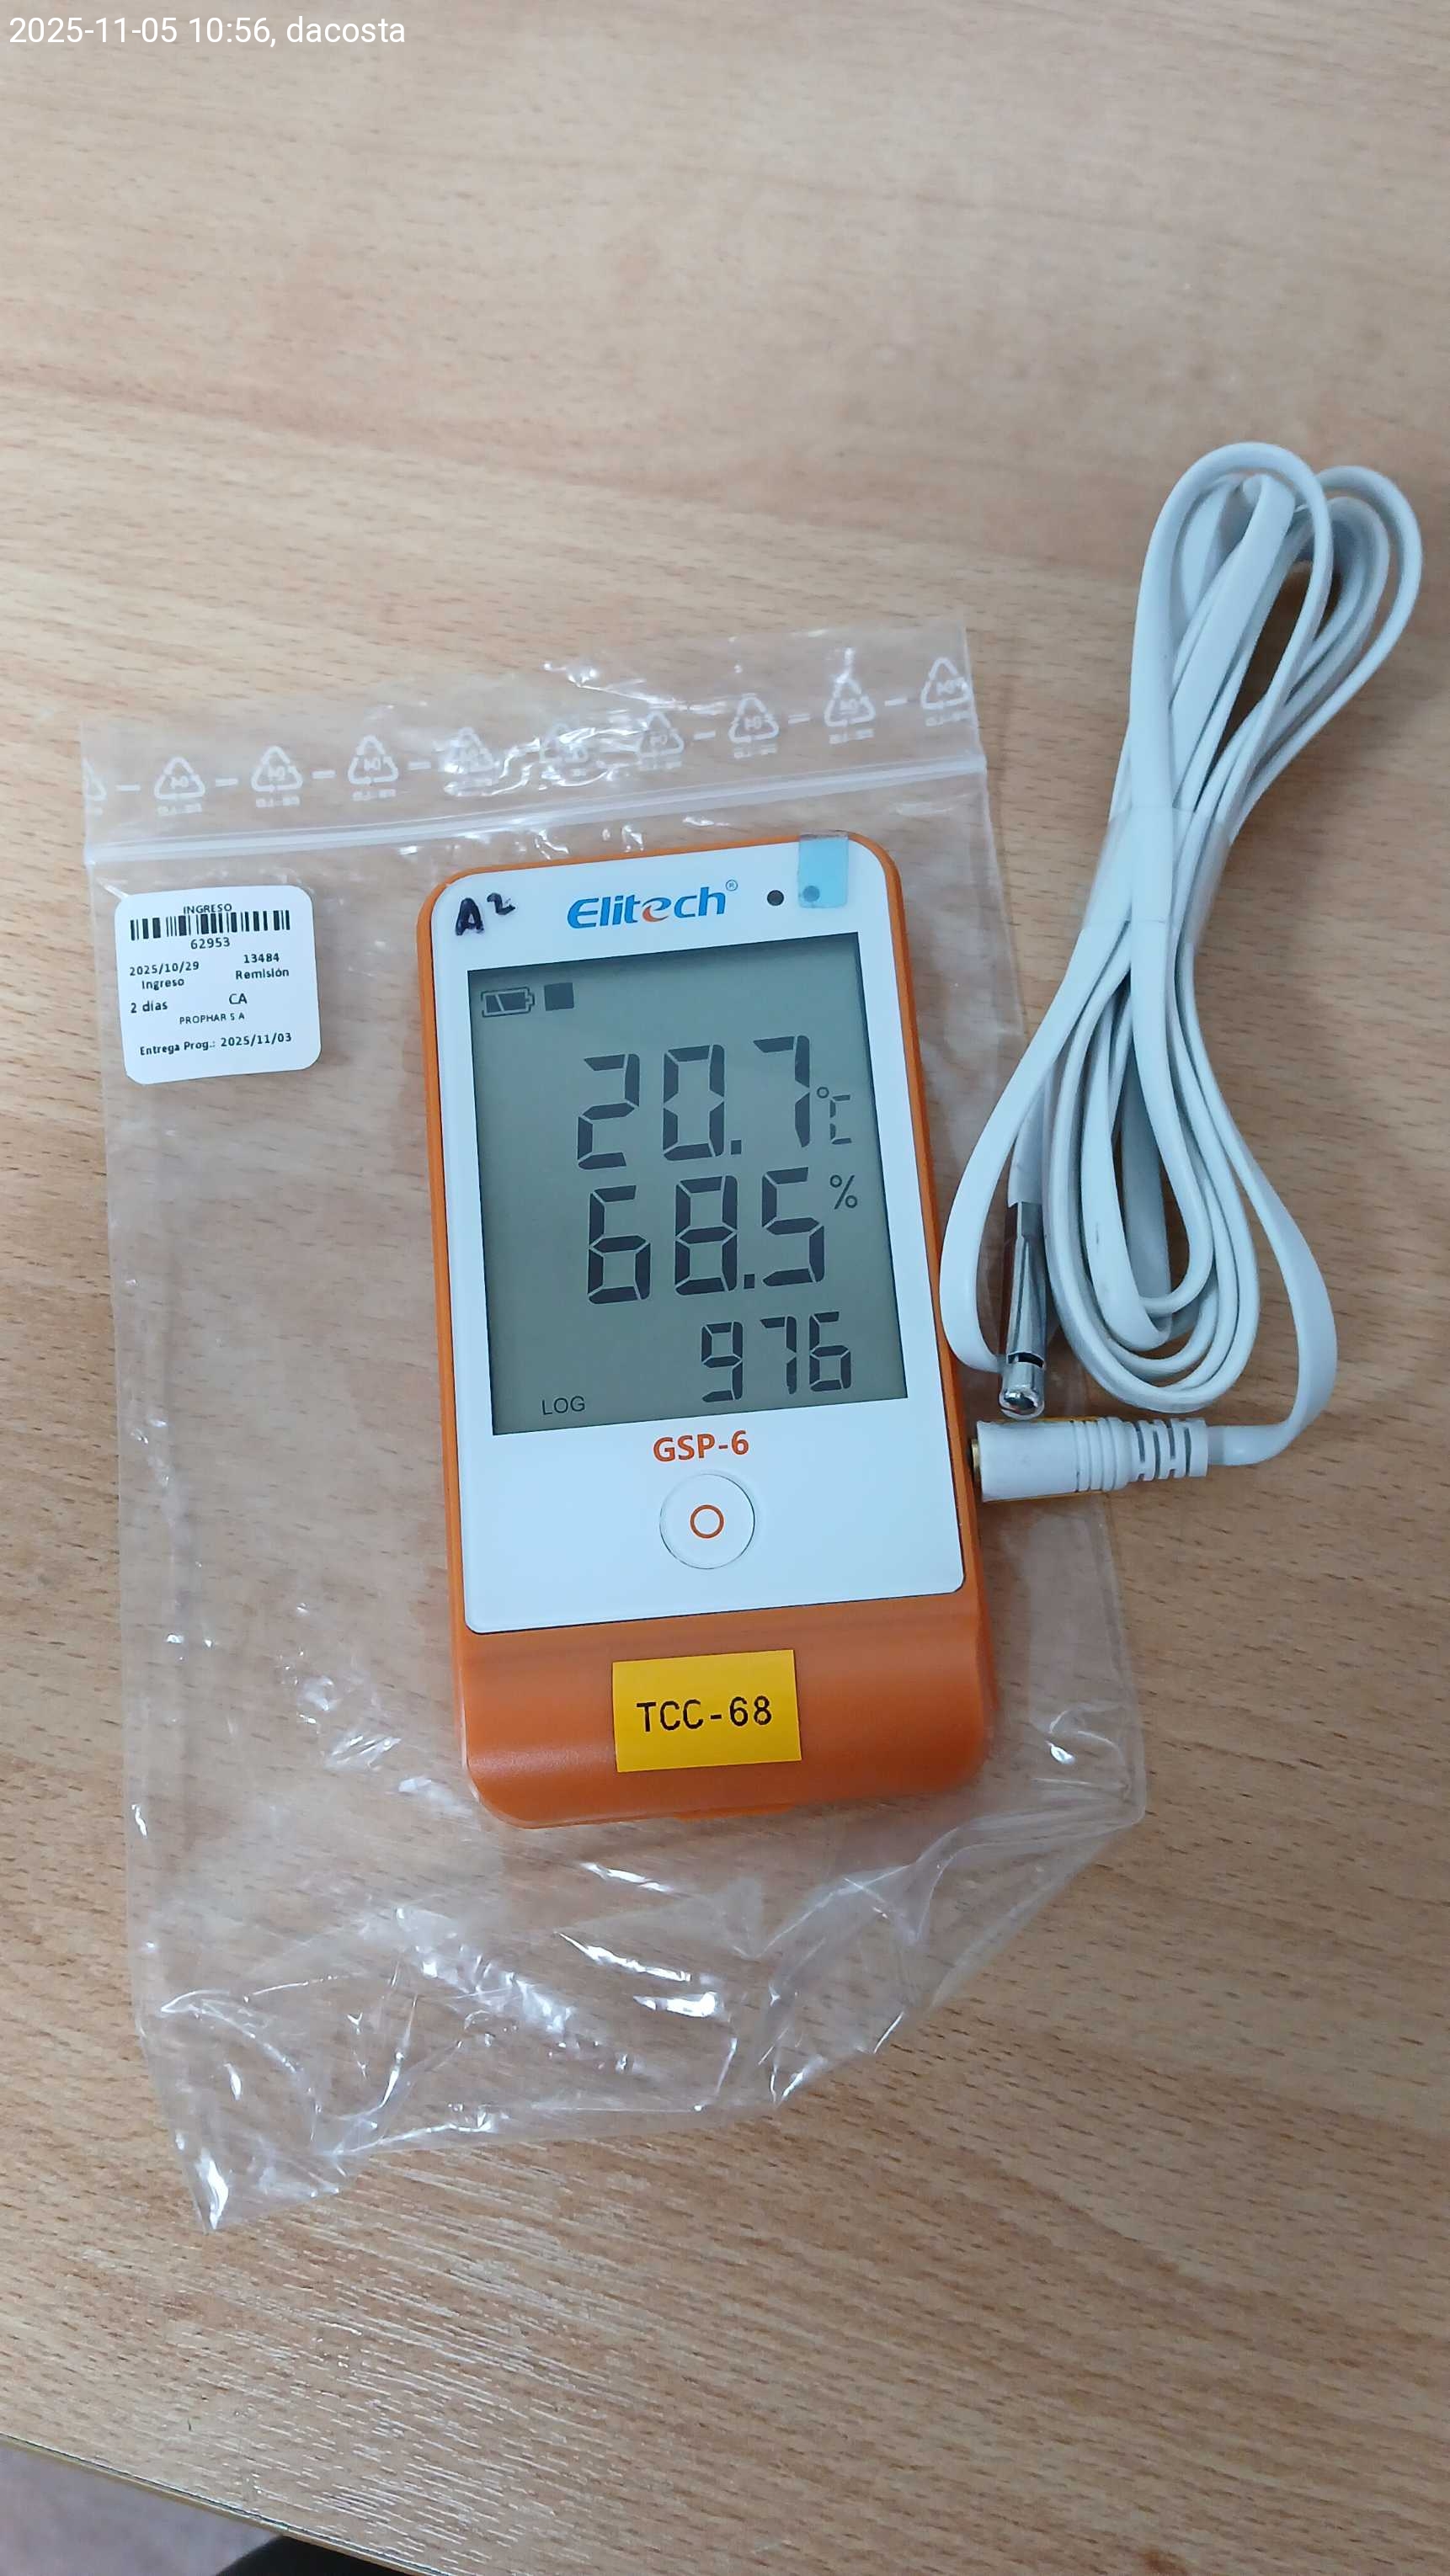 2025-11-05 10:56, dacosta
INGRESO
62953
2025/10/29 13484
Ingreso Remisión
2 días CA
PROPHAR S A
Entrega Prog.: 2025/11/03
A2
Elitech®
20.7 °C
68.5 %
LOG 976
GSP-6
TCC-68